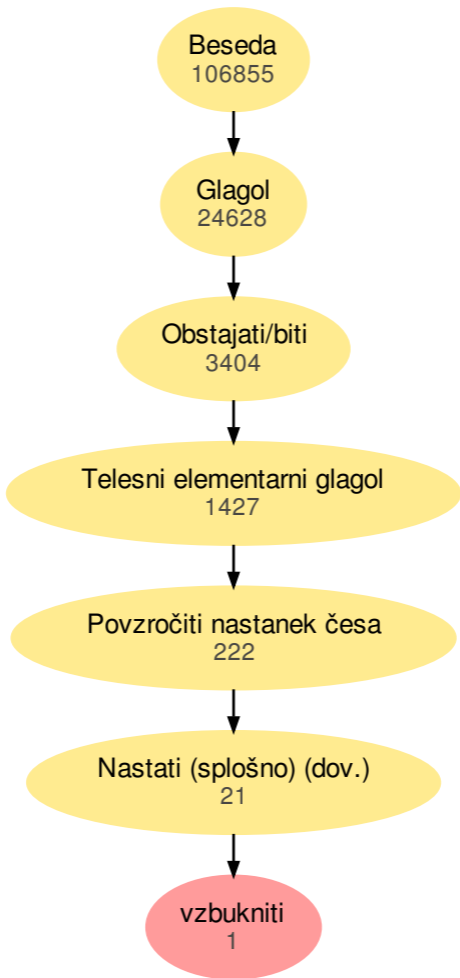 Beseda
106855
Glagol
24628
Obstajati/biti
3404
Telesni elementarni glagol
1427
Povzročiti nastanek česa
222
Nastati (splošno) (dov.)
21
vzbukniti
1